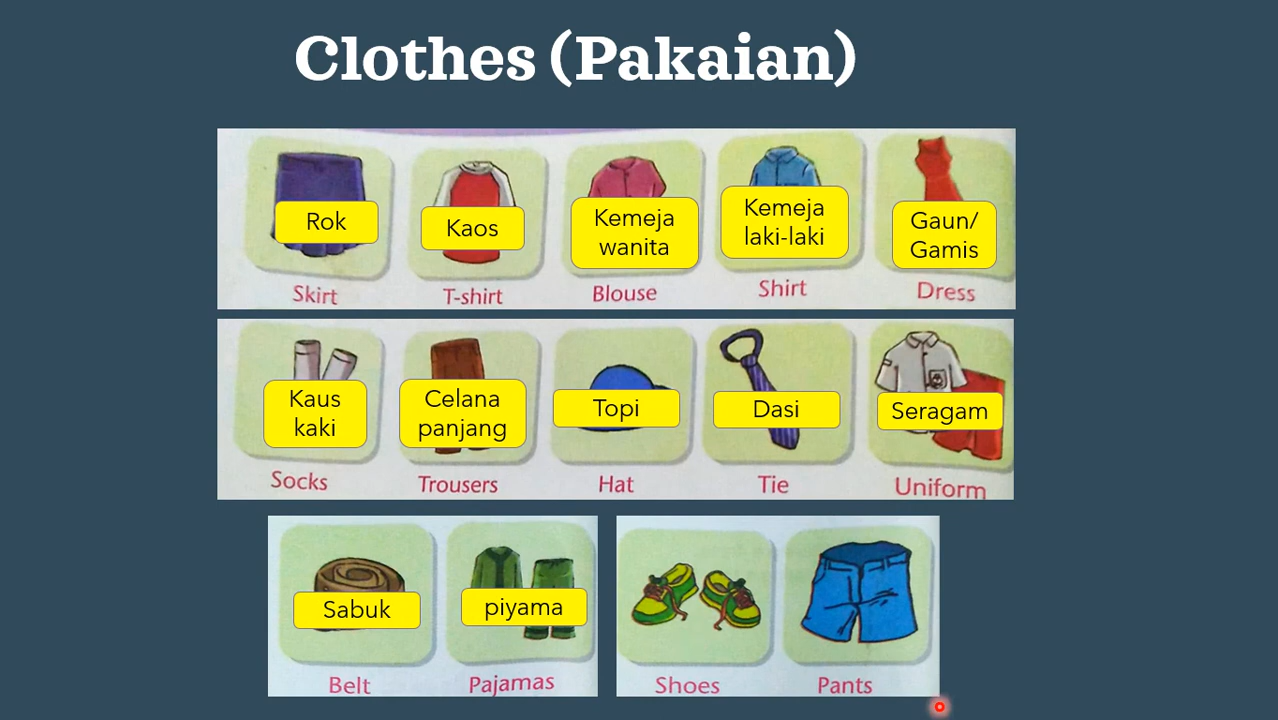 Clothes (Pakaian)
Rok
Kaos
Kemeja
wanita
Kemeja
laki-laki
Gaun/
Gamis
Skirt
T-shirt
Blouse
Shirt
Dress
Kaus
kaki
Celana
panjang
Topi
Dasi
Seragam
Socks
Trousers
Hat
Tie
Uniform
Sabuk
piyama
Belt
Pajamas
Shoes
Pants